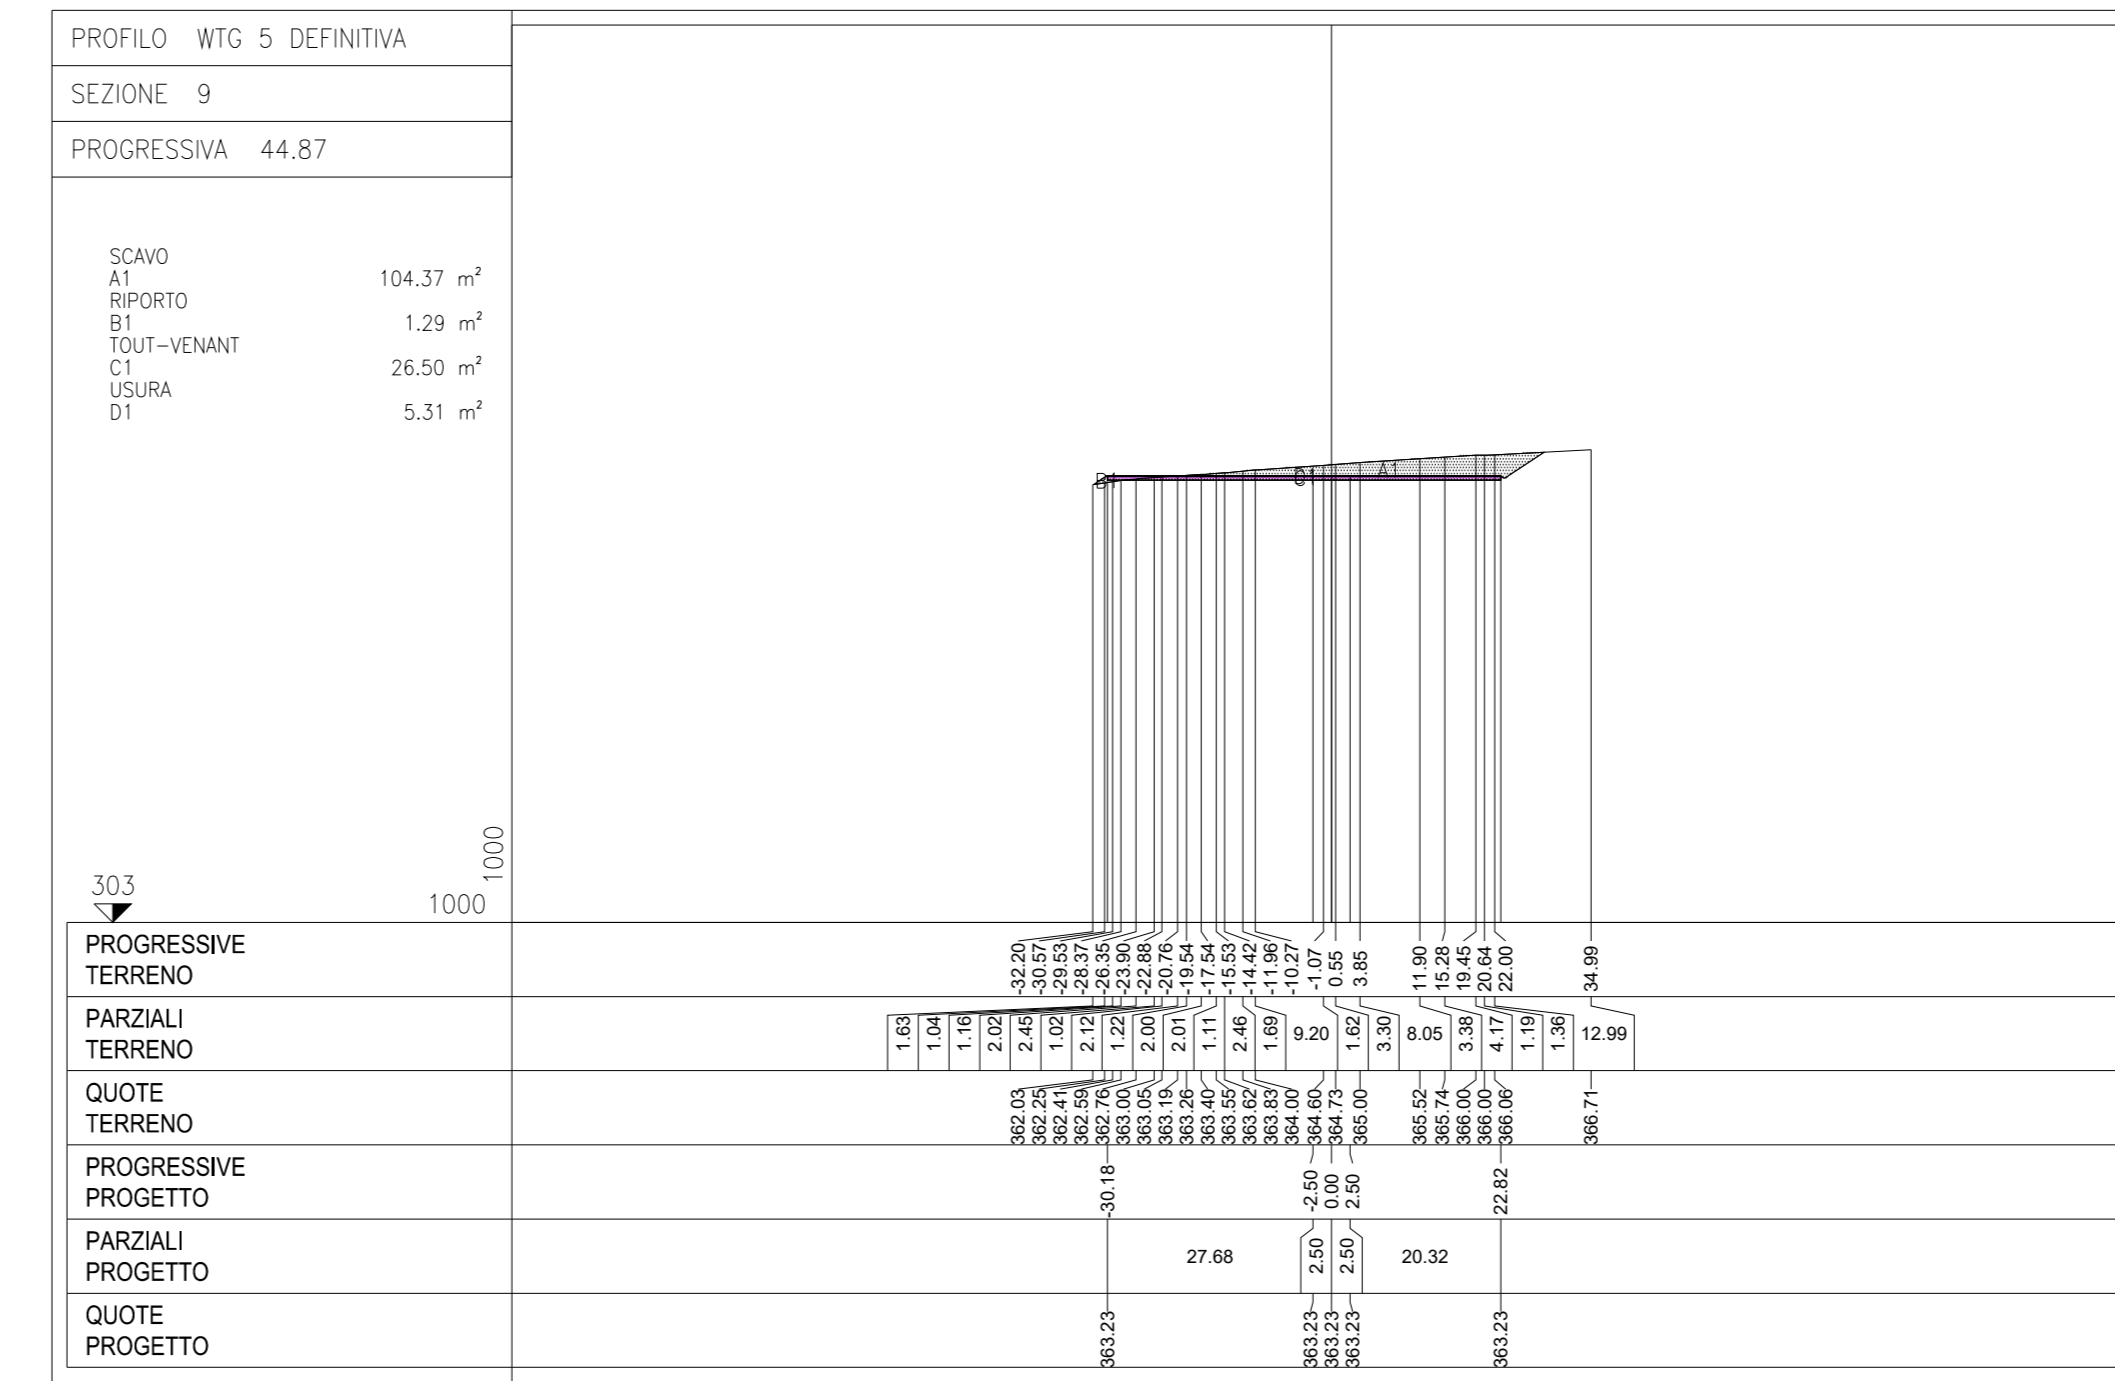 PROFILO WTG 5 DEFINITIVA
SEZIONE 9
PROGRESSIVA 44.87
SCAVO
A1 104.37 m²
RIPORTO
B1 1.29 m²
TOUT-VENANT
C1 26.50 m²
USURA
D1 5.31 m²
A1
303
1000
1000
PROGRESSIVE
TERRENO
-32.20 -30.57 -29.53 -28.37 -26.35 -23.90 -22.88 -20.76 -19.54 -17.54 -15.53 -14.42 -11.96 -10.27 -1.07 0.55 3.85 11.90 15.28 19.45 20.64 22.00 34.99
PARZIALI
TERRENO
1.63 1.04 1.16 2.02 2.45 1.02 2.12 1.22 2.00 2.01 1.11 2.46 1.69 9.20 1.62 3.30 8.05 3.38 4.17 1.19 1.36 12.99
QUOTE
TERRENO
362.03 362.25 362.41 362.59 362.76 363.00 363.05 363.19 363.26 363.40 363.55 363.62 363.83 364.00 364.60 364.73 365.00 365.52 365.74 366.00 366.00 366.06 366.71
PROGRESSIVE
PROGETTO
-30.18 -2.50 0.00 2.50 22.82
PARZIALI
PROGETTO
27.68 2.50 2.50 20.32
QUOTE
PROGETTO
363.23 363.23 363.23 363.23 363.23